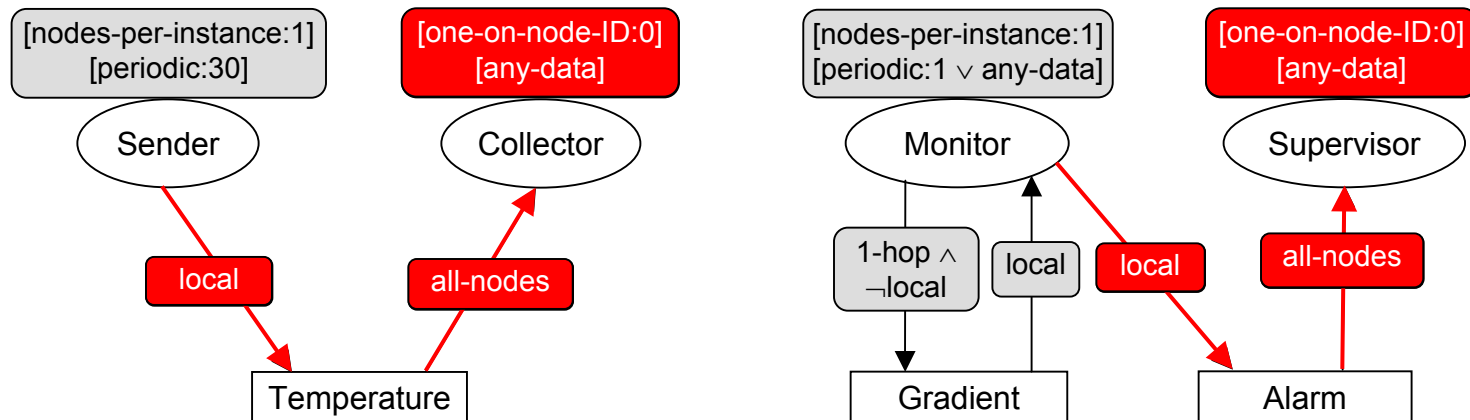 [nodes-per-instance:1]
[periodic:30]
[one-on-node-ID:0]
[any-data]
Sender
Collector
local
all-nodes
Temperature
[nodes-per-instance:1]
[periodic:1 ∨ any-data]
[one-on-node-ID:0]
[any-data]
Monitor
Supervisor
1-hop ∧
¬local
local
local
all-nodes
Gradient
Alarm